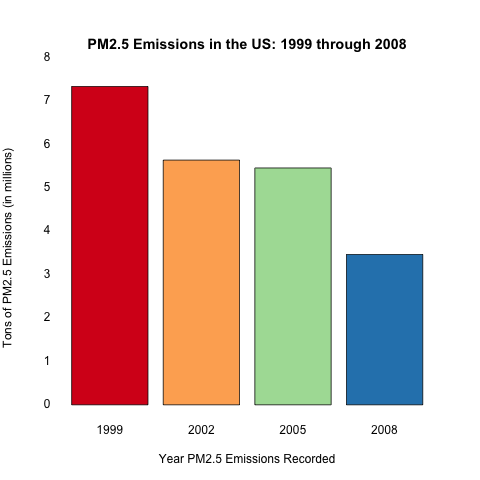 PM2.5 Emissions in the US: 1999 through 2008
Tons of PM2.5 Emissions (in millions)
8
7
6
5
4
3
2
1
0
1999 2002 2005 2008
Year PM2.5 Emissions Recorded